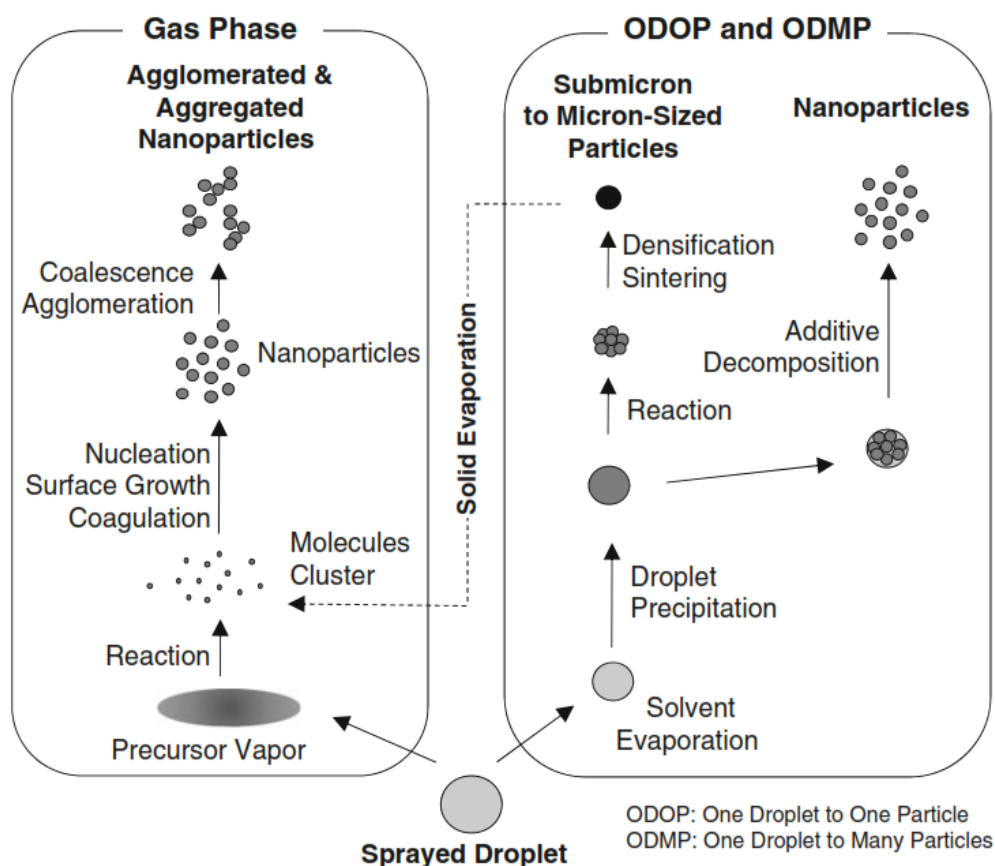 Gas Phase
Agglomerated &
Aggregated
Nanoparticles
Coalescence
Agglomeration
Nanoparticles
Nucleation
Surface Growth
Coagulation
Molecules
Cluster
Reaction
Precursor Vapor
Solid Evaporation
ODOP and ODMP
Submicron
to Micron-Sized
Particles
Nanoparticles
Densification
Sintering
Additive
Decomposition
Reaction
Droplet
Precipitation
Solvent
Evaporation
Sprayed Droplet
ODOP: One Droplet to One Particle
ODMP: One Droplet to Many Particles